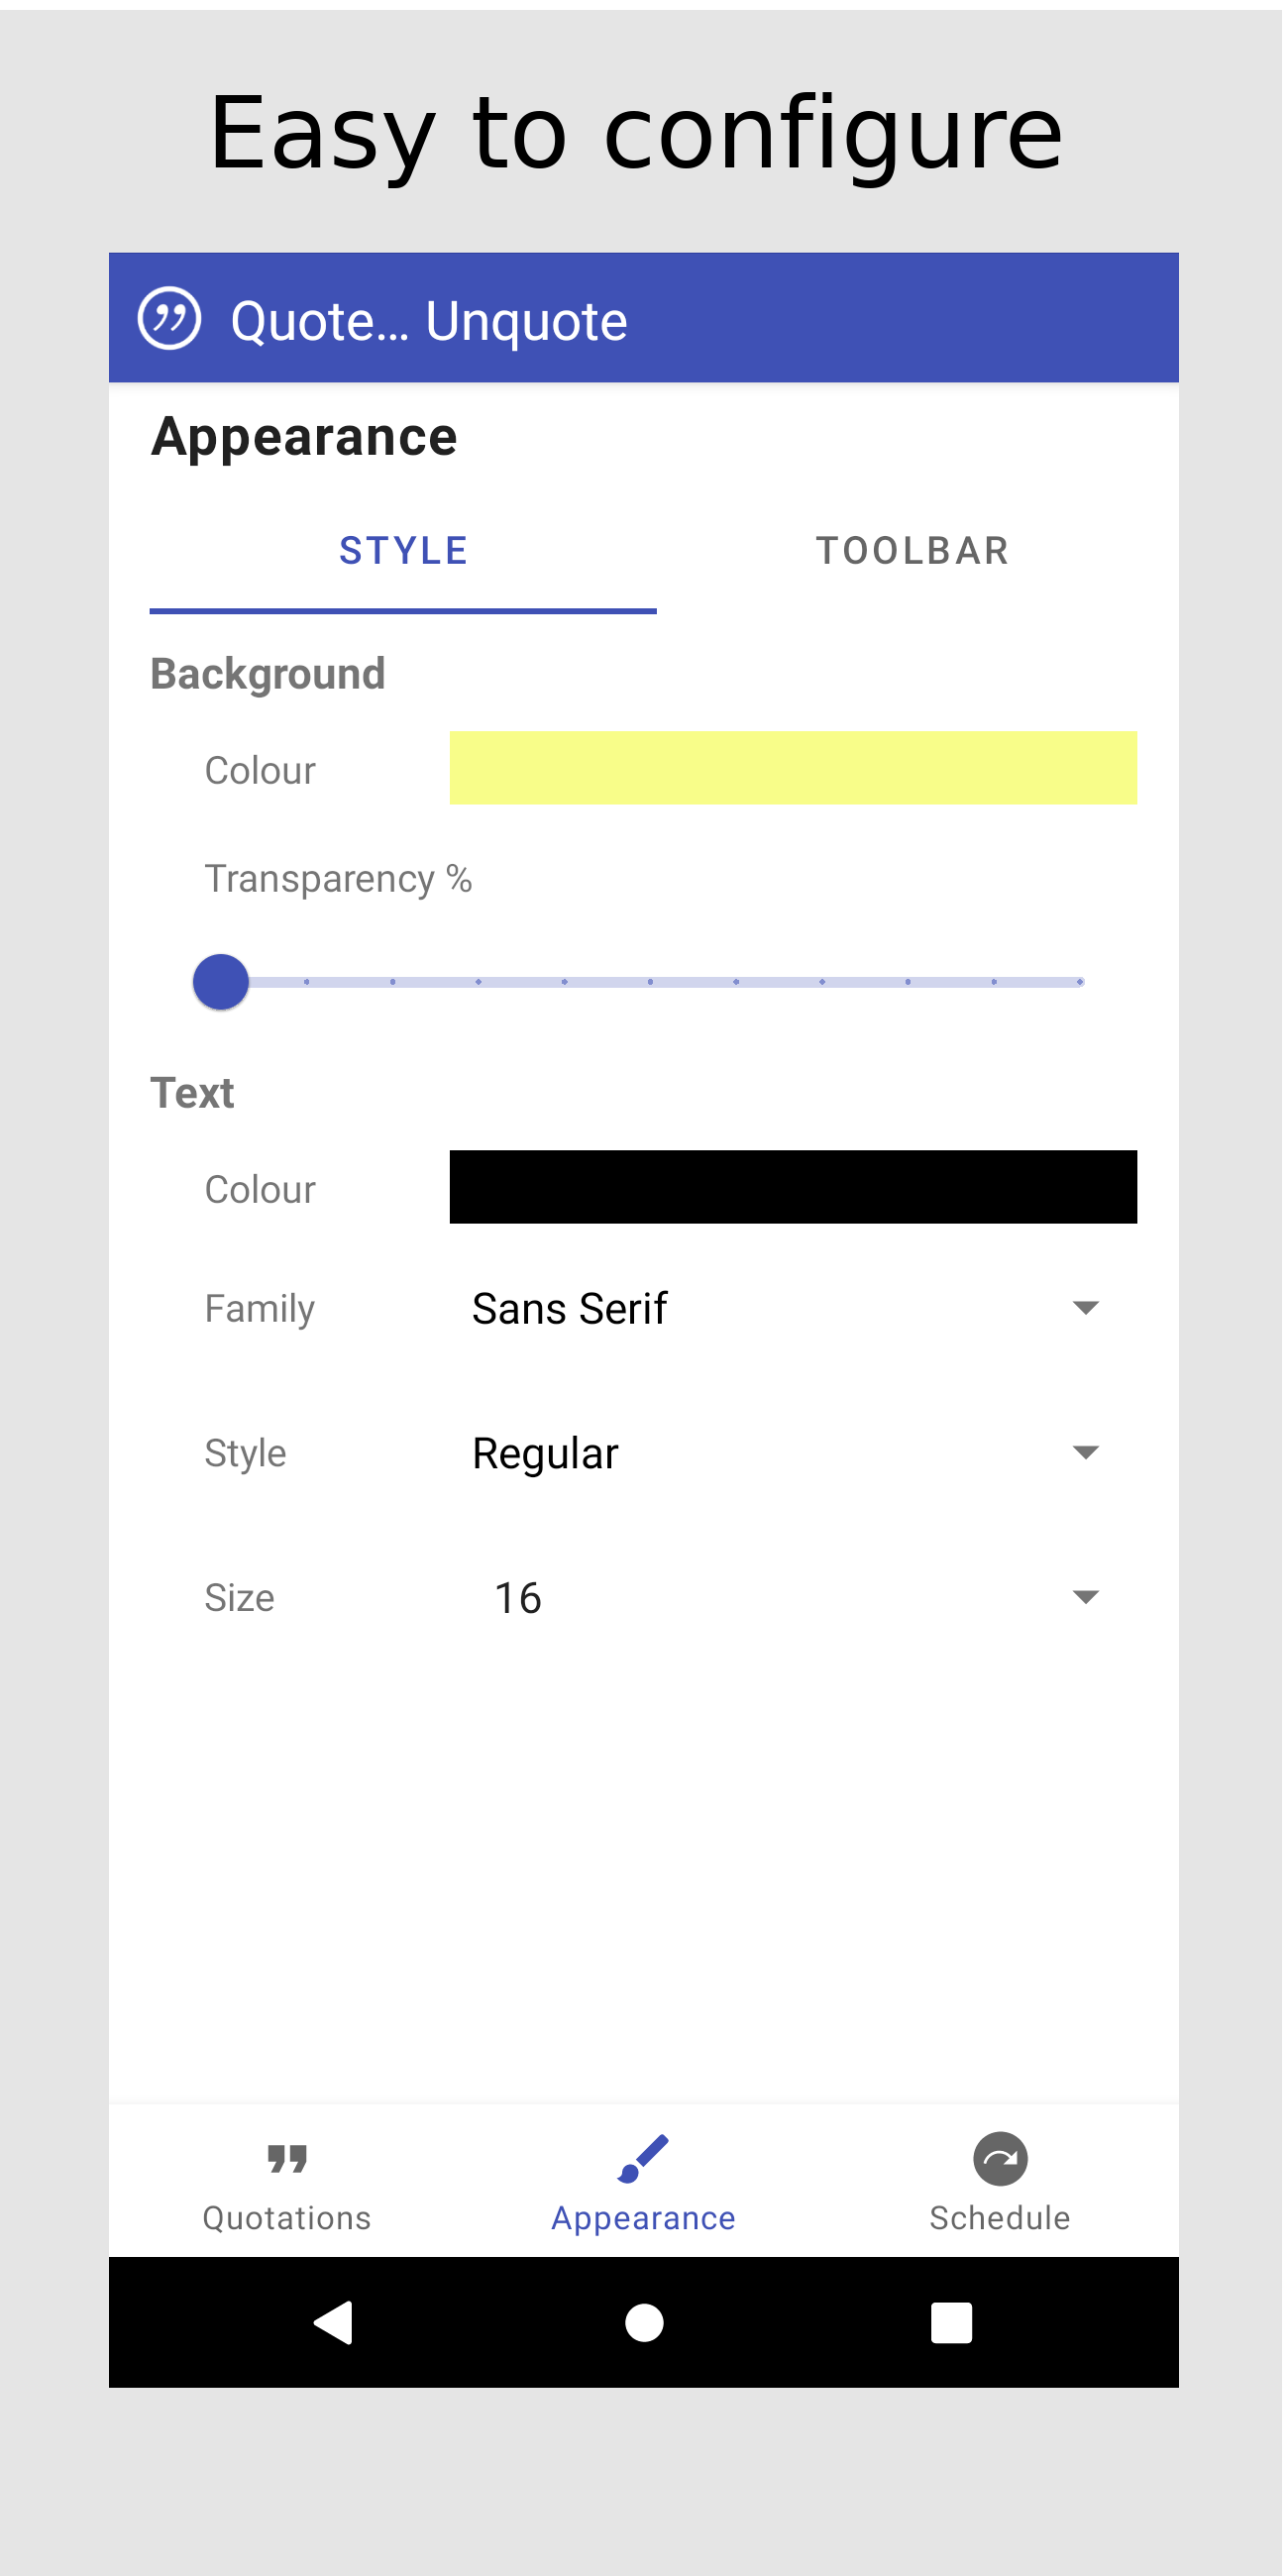 Easy to configure
Quote... Unquote
Appearance
STYLE TOOLBAR
Background
Colour
Transparency %
Text
Colour
Family Sans Serif
Style Regular
Size 16
Quotations Appearance Schedule